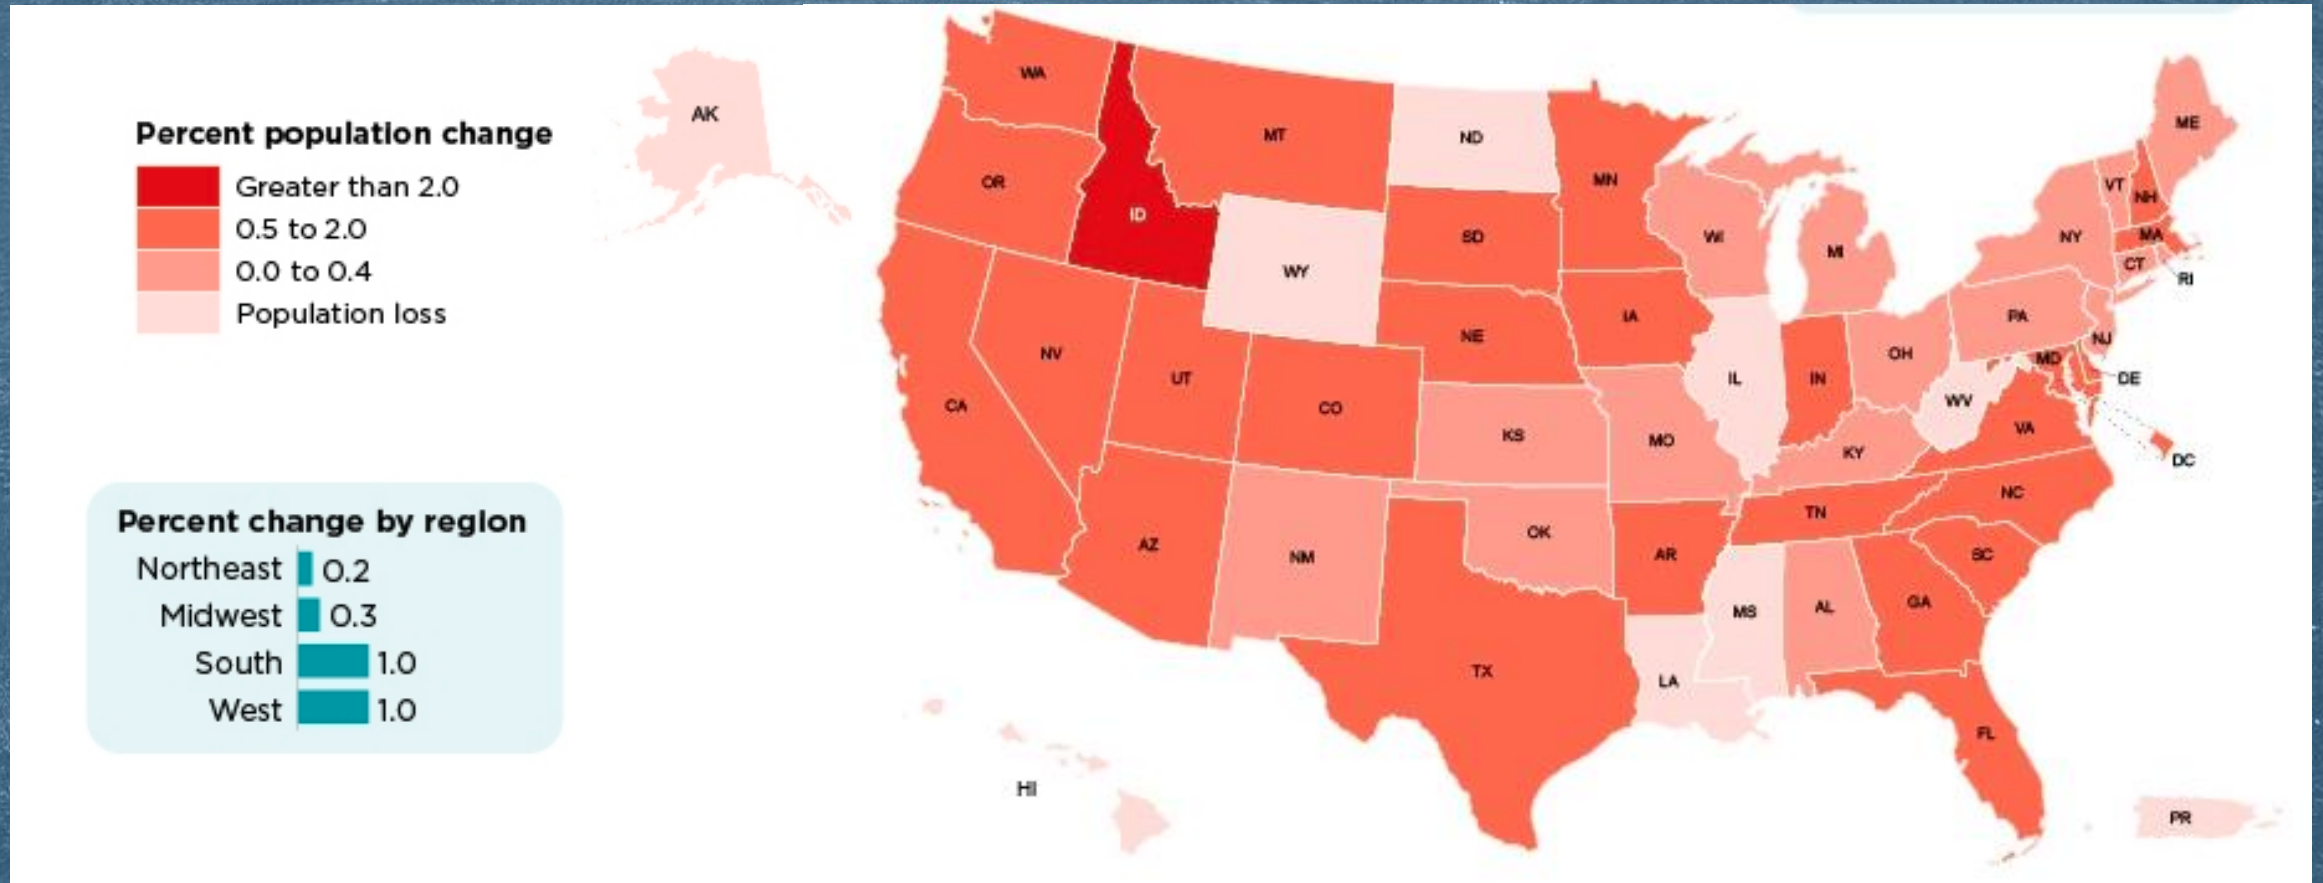 Percent population change
Greater than 2.0
0.5 to 2.0
0.0 to 0.4
Population loss
Percent change by region
Northeast 0.2
Midwest 0.3
South 1.0
West 1.0
AK
WA
MT
ND
MN
ME
OR
ID
SD
WI
MI
VT
NH
NY
MA
CT
RI
WY
IA
NE
PA
NJ
NV
UT
CO
CA
IL
IN
OH
MD
DE
WV
VA
DC
KS
MO
KY
AZ
NM
OK
AR
TN
NC
SC
MS
AL
GA
TX
LA
FL
HI
PR